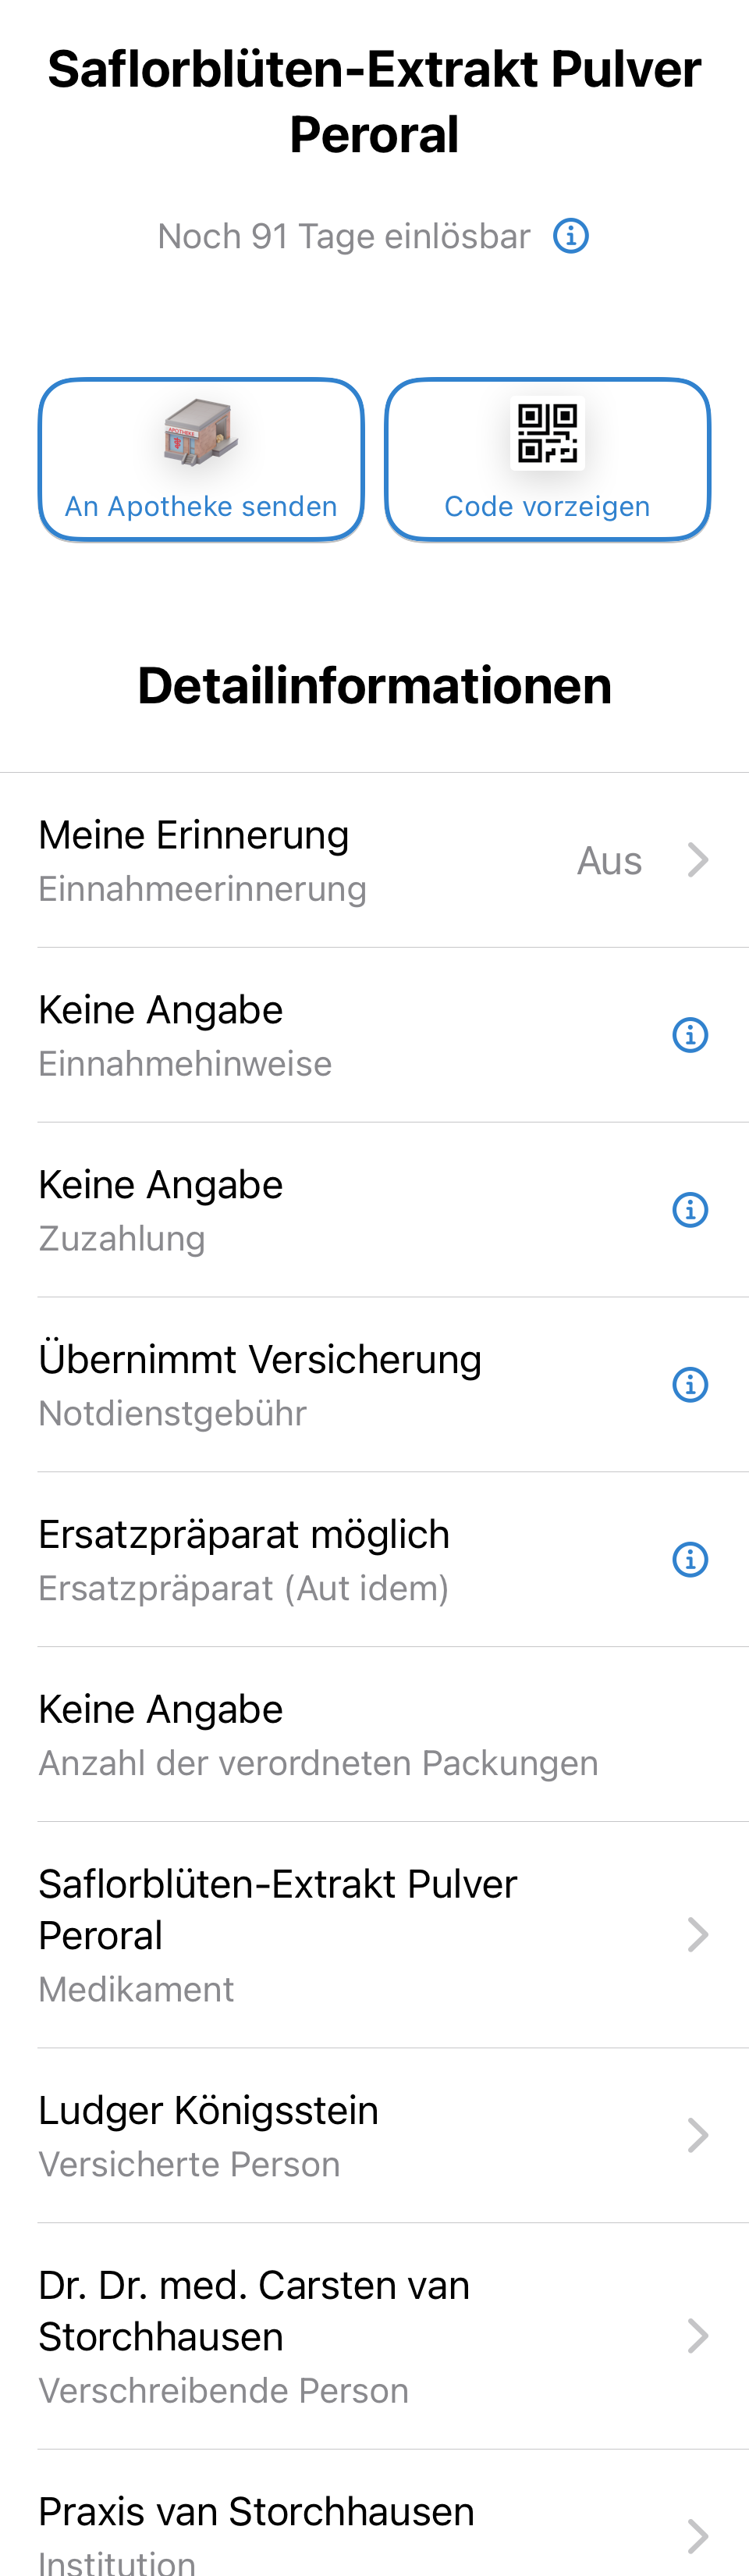 Saflorblüten-Extrakt Pulver
Peroral
Noch 91 Tage einlösbar
APOTHEKE
An Apotheke senden
Code vorzeigen
Detailinformationen
Meine Erinnerung
Aus
Einnahmeerinnerung
Keine Angabe
Einnahmehinweise
Keine Angabe
Zuzahlung
Übernimmt Versicherung
Notdienstgebühr
Ersatzpräparat möglich
Ersatzpräparat (Aut idem)
Keine Angabe
Anzahl der verordneten Packungen
Saflorblüten-Extrakt Pulver
Peroral
Medikament
Ludger Königsstein
Versicherte Person
Dr. Dr. med. Carsten van
Storchhausen
Verschreibende Person
Praxis van Storchhausen
Institution